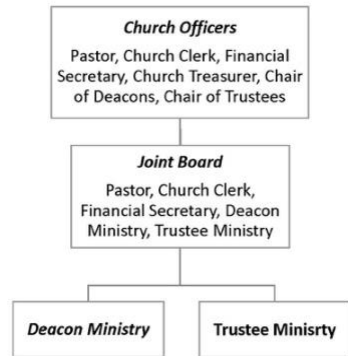 Church Officers
Pastor, Church Clerk, Financial
Secretary, Church Treasurer, Chair
of Deacons, Chair of Trustees
Joint Board
Pastor, Church Clerk,
Financial Secretary, Deacon
Ministry, Trustee Ministry
Deacon Ministry
Trustee Minisrty